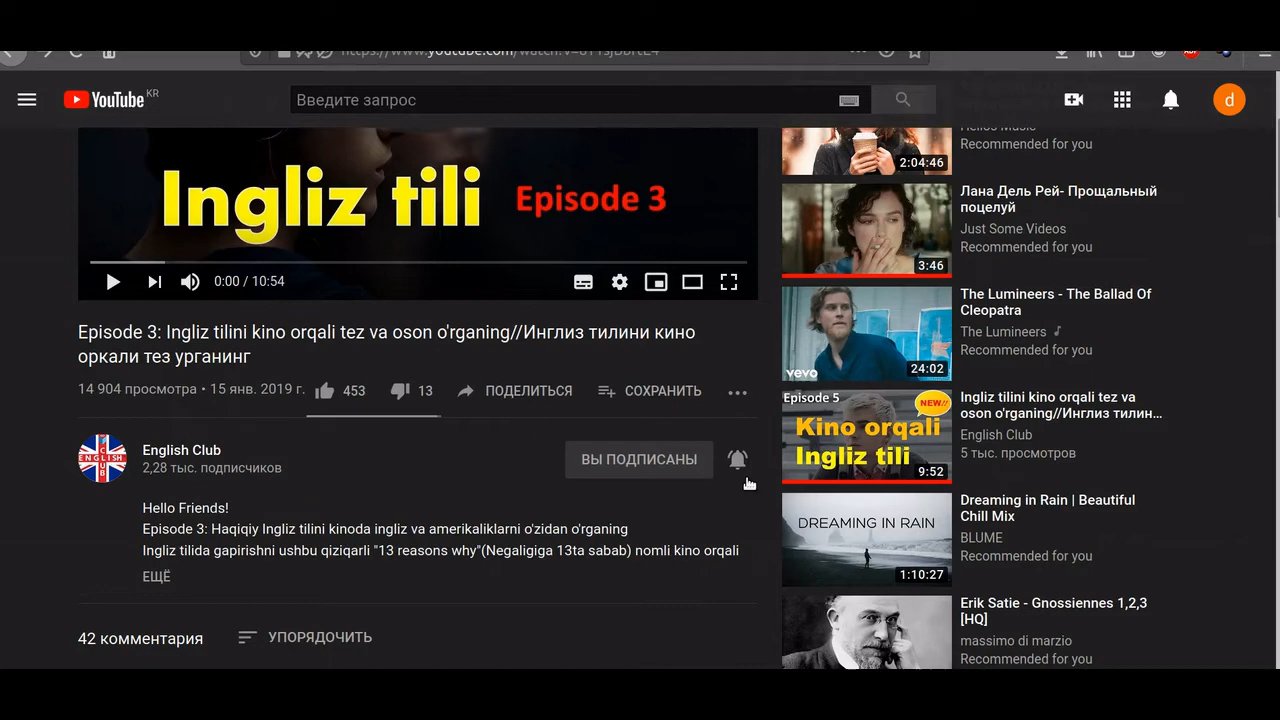 YouTube KR
Введите запрос
d
Ingliz tili
Episode 3
0:00 / 10:54
Episode 3: Ingliz tilini kino orqali tez va oson o'rganing//Инглиз тилини кино
оркали тез урганинг
14 904 просмотра • 15 янв. 2019 г.
453
13
ПОДЕЛИТЬСЯ
СОХРАНИТЬ
ENGLISH
CLUB
English Club
2,28 тыс. подписчиков
ВЫ ПОДПИСАНЫ
Hello Friends!
Episode 3: Haqiqiy Ingliz tilini kinoda ingliz va amerikaliklarni o'zidan o'rganing
Ingliz tilida gapirishni ushbu qiziqarli "13 reasons why"(Negaligiga 13ta sabab) nomli kino orqali
ЕЩЁ
42 комментария
УПОРЯДОЧИТЬ
2:04:46
Helios Music
Recommended for you
3:46
Лана Дель Рей- Прощальный
поцелуй
Just Some Videos
Recommended for you
vevo
24:02
The Lumineers - The Ballad Of
Cleopatra
The Lumineers
Recommended for you
Episode 5
NEW!!
Kino orqali
Ingliz tili
9:52
Ingliz tilini kino orqali tez va
oson o'rganing//Инглиз тилин...
English Club
5 тыс. просмотров
DREAMING IN RAIN
1:10:27
Dreaming in Rain | Beautiful
Chill Mix
BLUME
Recommended for you
Erik Satie - Gnossiennes 1,2,3
[HQ]
massimo di marzio
Recommended for you